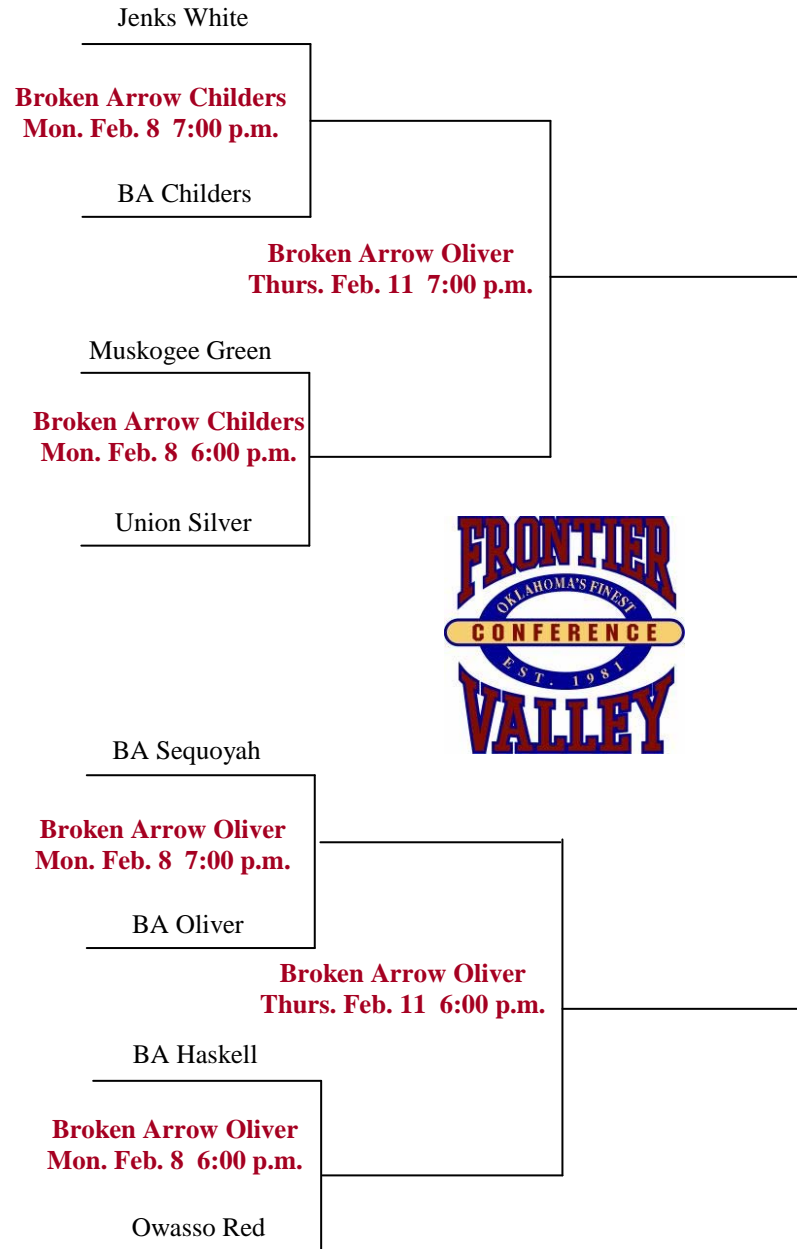 Jenks White
Broken Arrow Childers
Mon. Feb. 8 7:00 p.m.
BA Childers
Broken Arrow Oliver
Thurs. Feb. 11 7:00 p.m.
Muskogee Green
Broken Arrow Childers
Mon. Feb. 8 6:00 p.m.
Union Silver
FRONTIER
OKLAHOMA'S FINEST
CONFERENCE
EST. 1981
VALLEY
BA Sequoyah
Broken Arrow Oliver
Mon. Feb. 8 7:00 p.m.
BA Oliver
Broken Arrow Oliver
Thurs. Feb. 11 6:00 p.m.
BA Haskell
Broken Arrow Oliver
Mon. Feb. 8 6:00 p.m.
Owasso Red